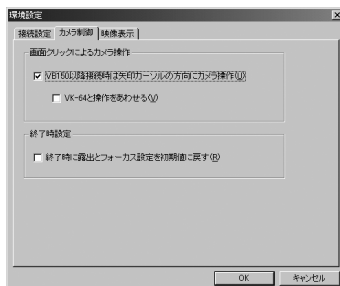 環境設定
接続設定 カメラ制御 映像表示
画面クリックによるカメラ操作
VB150以降接続時は矢印カーソルの方向にカメラ操作(U)
VK-64と操作をあわせる(V)
終了時設定
終了時に露出とフォーカス設定を初期値に戻す(R)
OK キャンセル